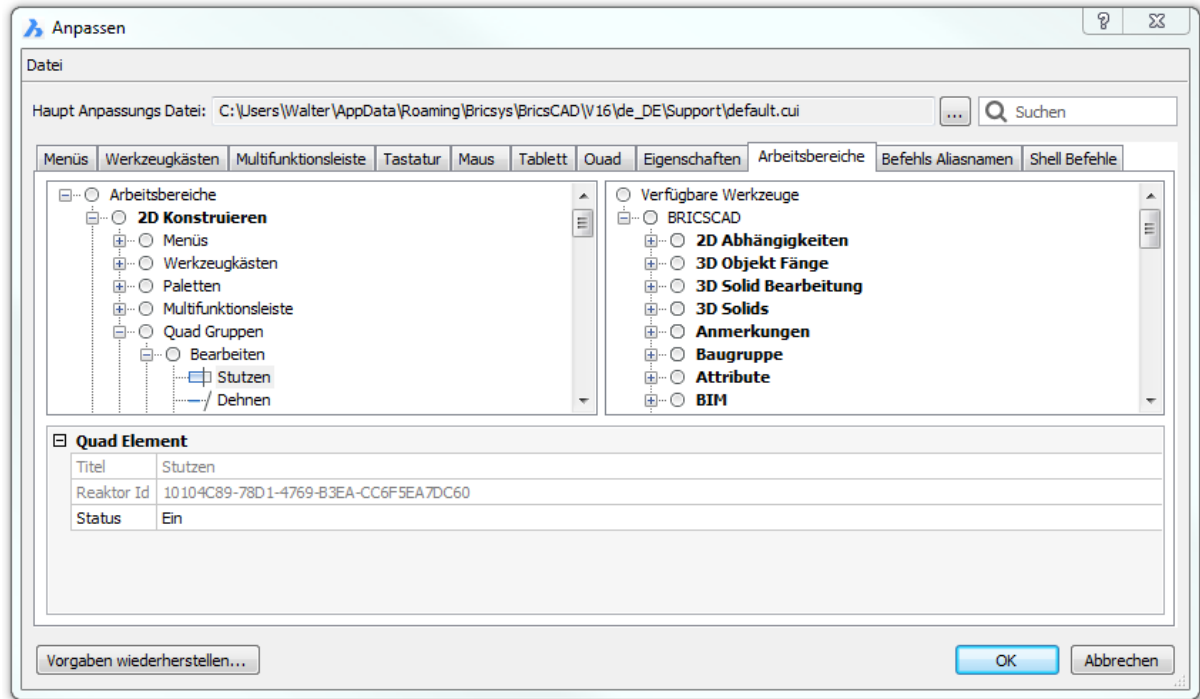 Anpassen
Datei
Haupt Anpassungs Datei: C:\Users\Walter\AppData\Roaming\Bricsys\BricsCAD\V16\de_DE\Support\default.cui ... Suchen
Menüs Werkzeugkästen Multifunktionsleiste Tastatur Maus Tablett Quad Eigenschaften Arbeitsbereiche Befehls Aliasnamen Shell Befehle
Arbeitsbereiche
2D Konstruieren
Menüs
Werkzeugkästen
Paletten
Multifunktionsleiste
Quad Gruppen
Bearbeiten
Stutzen
Dehnen
Verfügbare Werkzeuge
BRICSCAD
2D Abhängigkeiten
3D Objekt Fänge
3D Solid Bearbeitung
3D Solids
Anmerkungen
Baugruppe
Attribute
BIM
Quad Element
Titel Stutzen
Reaktor Id 10104C89-78D1-4769-B3EA-CC6F5EA7DC60
Status Ein
Vorgaben wiederherstellen... OK Abbrechen